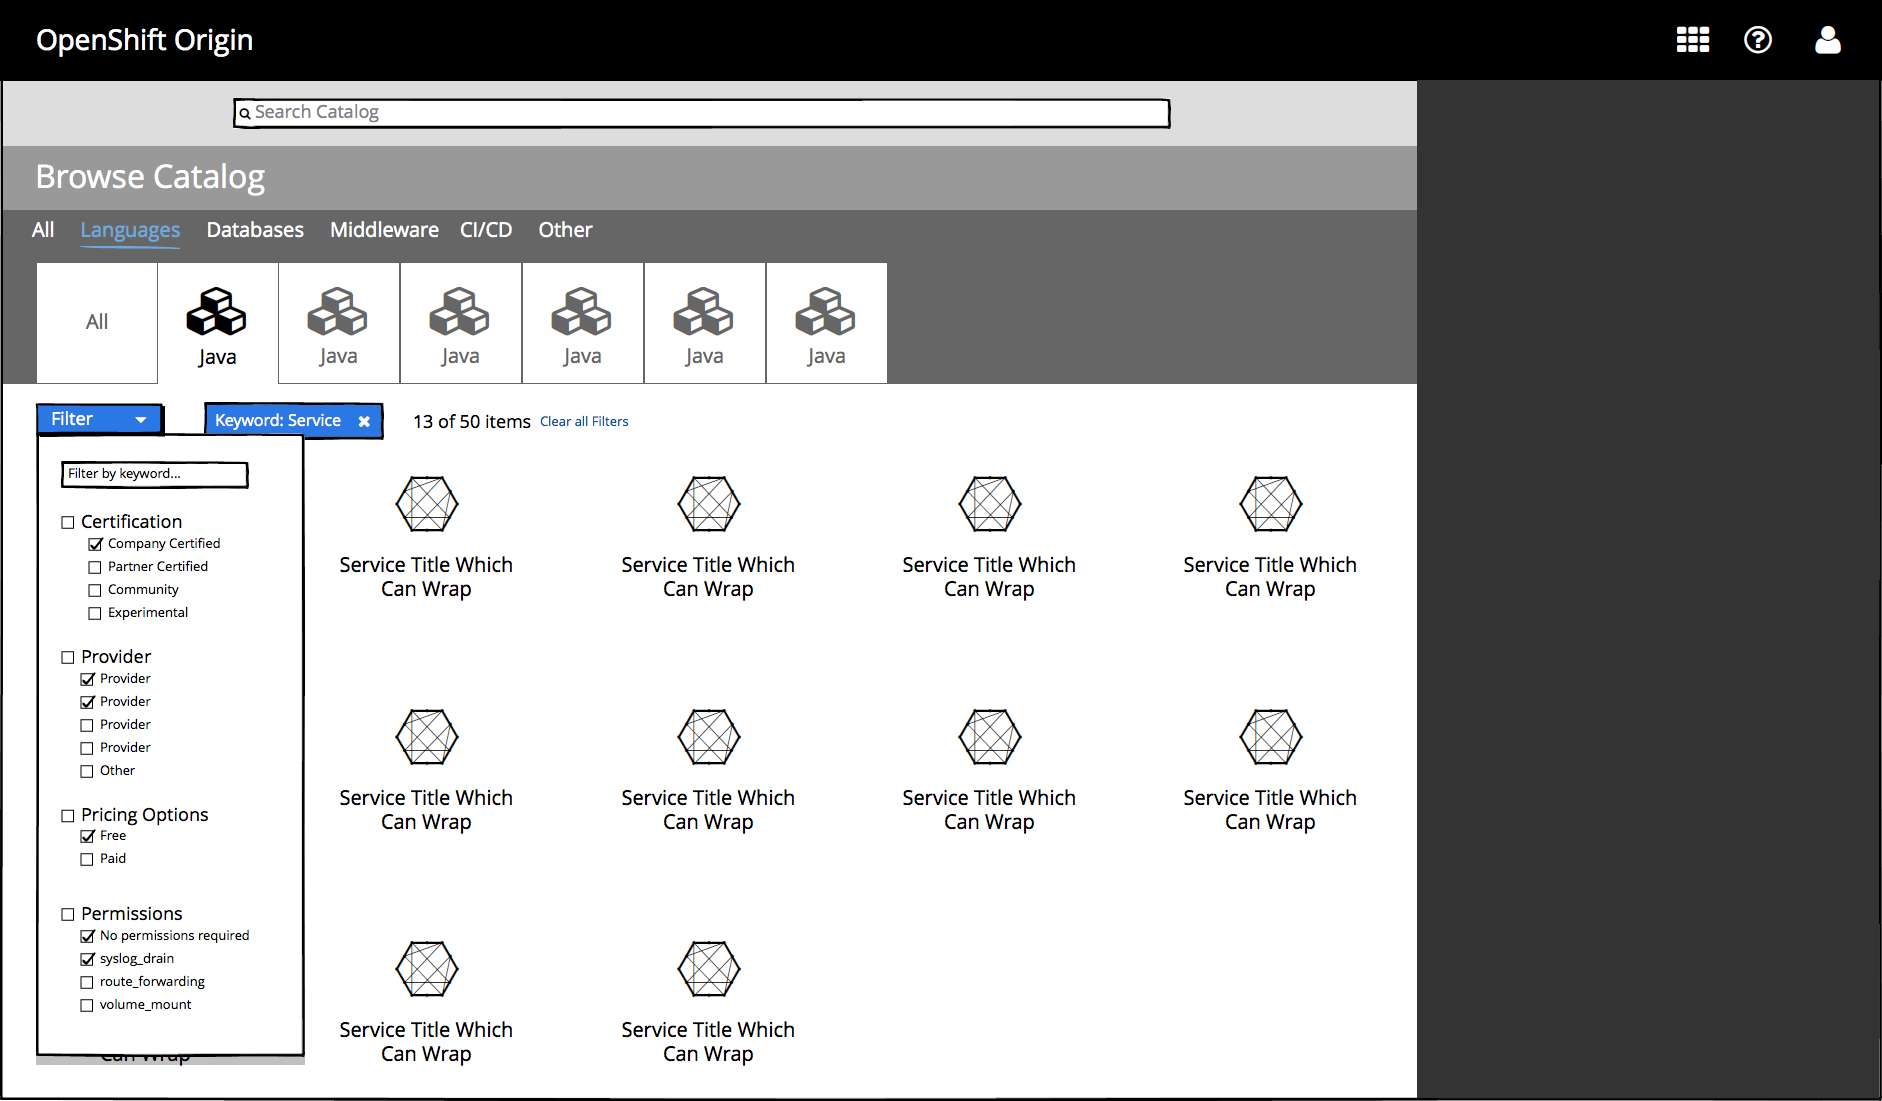 OpenShift Origin
Search Catalog
Browse Catalog
All Languages Databases Middleware CI/CD Other
All
Java
Java
Java
Java
Java
Java
Filter
Keyword: Service
13 of 50 items Clear all Filters
Filter by keyword...
Certification
Company Certified
Partner Certified
Community
Experimental
Provider
Provider
Provider
Provider
Provider
Other
Pricing Options
Free
Paid
Permissions
No permissions required
syslog_drain
route_forwarding
volume_mount
Can Wrap
Service Title Which
Can Wrap
Service Title Which
Can Wrap
Service Title Which
Can Wrap
Service Title Which
Can Wrap
Service Title Which
Can Wrap
Service Title Which
Can Wrap
Service Title Which
Can Wrap
Service Title Which
Can Wrap
Service Title Which
Can Wrap
Service Title Which
Can Wrap